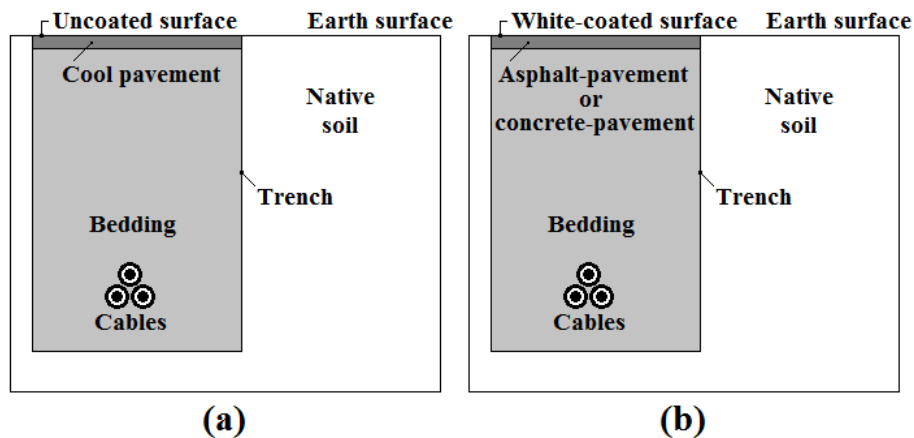 Uncoated surface
Earth surface
Cool pavement
Native
soil
Trench
Bedding
Cables
(a)
White-coated surface
Earth surface
Asphalt-pavement
or
concrete-pavement
Native
soil
Trench
Bedding
Cables
(b)